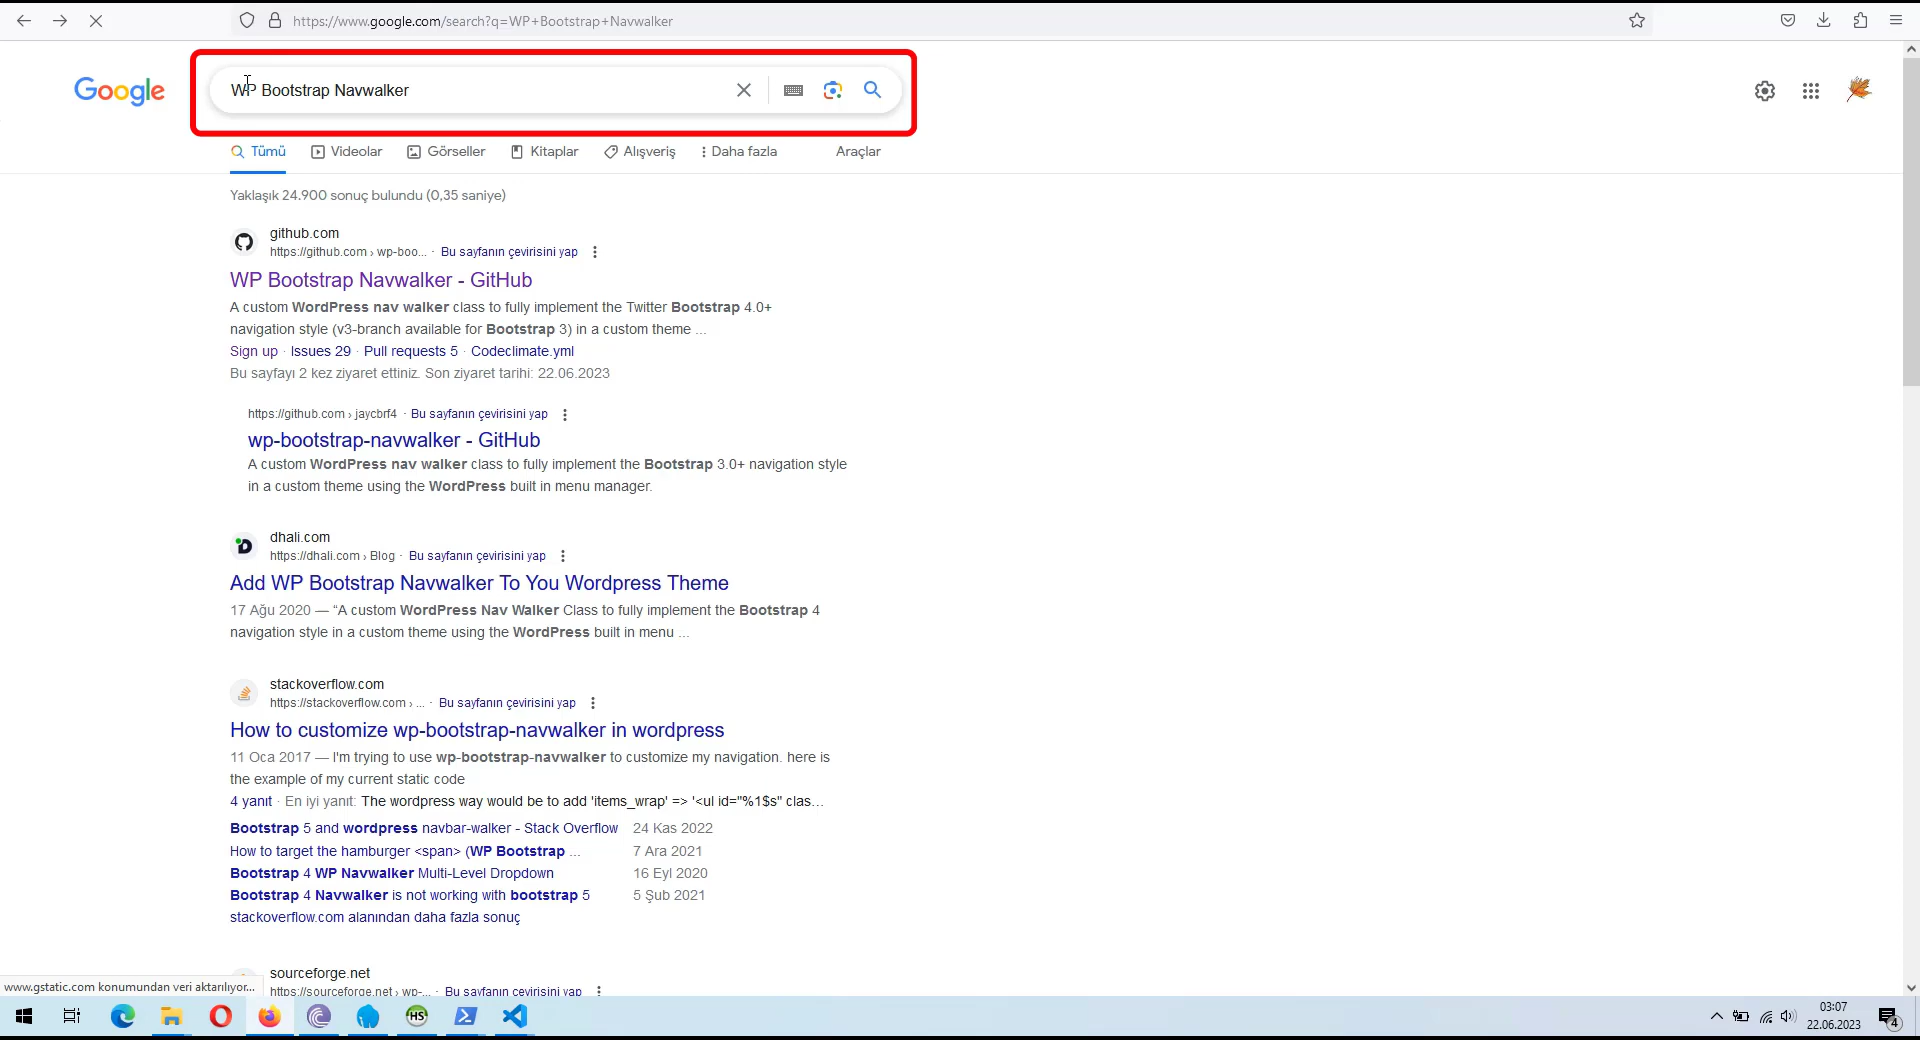 https://www.google.com/search?q=WP+Bootstrap+Navwalker
Google
WP Bootstrap Navwalker
Tümü
Videolar
Görseller
Kitaplar
Alışveriş
Daha fazla
Araçlar
Yaklaşık 24.900 sonuç bulundu (0,35 saniye)
github.com
https://github.com › wp-boo... · Bu sayfanın çevirisini yap
WP Bootstrap Navwalker - GitHub
A custom WordPress nav walker class to fully implement the Twitter Bootstrap 4.0+
navigation style (v3-branch available for Bootstrap 3) in a custom theme ...
Sign up · Issues 29 · Pull requests 5 · Codeclimate.yml
Bu sayfayı 2 kez ziyaret ettiniz. Son ziyaret tarihi: 22.06.2023
https://github.com › jaycbrf4 · Bu sayfanın çevirisini yap
wp-bootstrap-navwalker - GitHub
A custom WordPress nav walker class to fully implement the Bootstrap 3.0+ navigation style
in a custom theme using the WordPress built in menu manager.
dhali.com
https://dhali.com › Blog · Bu sayfanın çevirisini yap
Add WP Bootstrap Navwalker To You Wordpress Theme
17 Ağu 2020 — “A custom WordPress Nav Walker Class to fully implement the Bootstrap 4
navigation style in a custom theme using the WordPress built in menu ...
stackoverflow.com
https://stackoverflow.com › ... · Bu sayfanın çevirisini yap
How to customize wp-bootstrap-navwalker in wordpress
11 Oca 2017 — I'm trying to use wp-bootstrap-navwalker to customize my navigation. here is
the example of my current static code
4 yanıt · En iyi yanıt: The wordpress way would be to add 'items_wrap' => '<ul id="%1$s" clas...
Bootstrap 5 and wordpress navbar-walker - Stack Overflow 24 Kas 2022
How to target the hamburger <span> (WP Bootstrap ... 7 Ara 2021
Bootstrap 4 WP Navwalker Multi-Level Dropdown 16 Eyl 2020
Bootstrap 4 Navwalker is not working with bootstrap 5 5 Şub 2021
stackoverflow.com alanından daha fazla sonuç
sourceforge.net
https://sourceforge.net › wp-... · Bu sayfanın çevirisini yap
www.gstatic.com konumundan veri aktarılıyor...
HS
03:07
22.06.2023
4